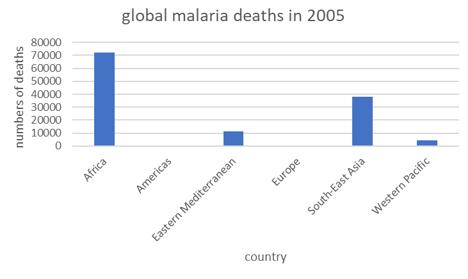 global malaria deaths in 2005
numbers of deaths
80000
70000
60000
50000
40000
30000
20000
10000
0
Africa
Americas
Eastern Mediterranean
Europe
South-East Asia
Western Pacific
country